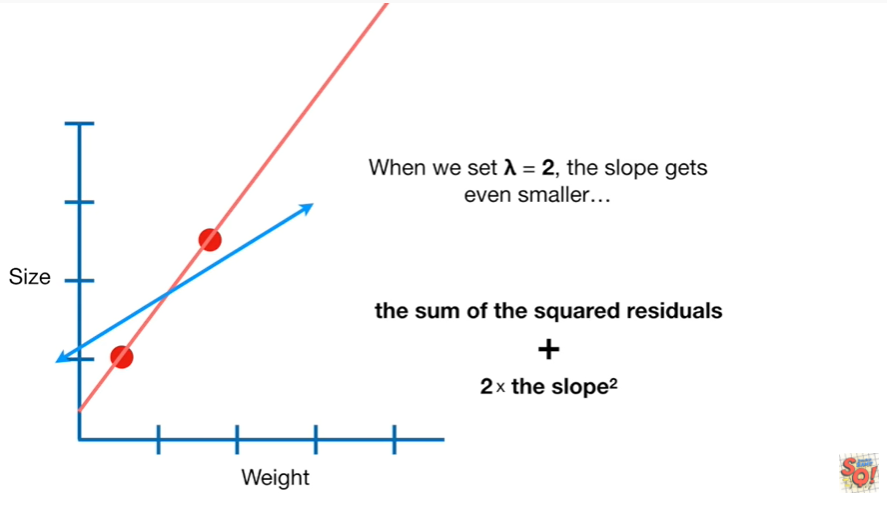 When we set λ = 2, the slope gets
even smaller…
Size
the sum of the squared residuals
+
2 × the slope²
Weight
SQ!